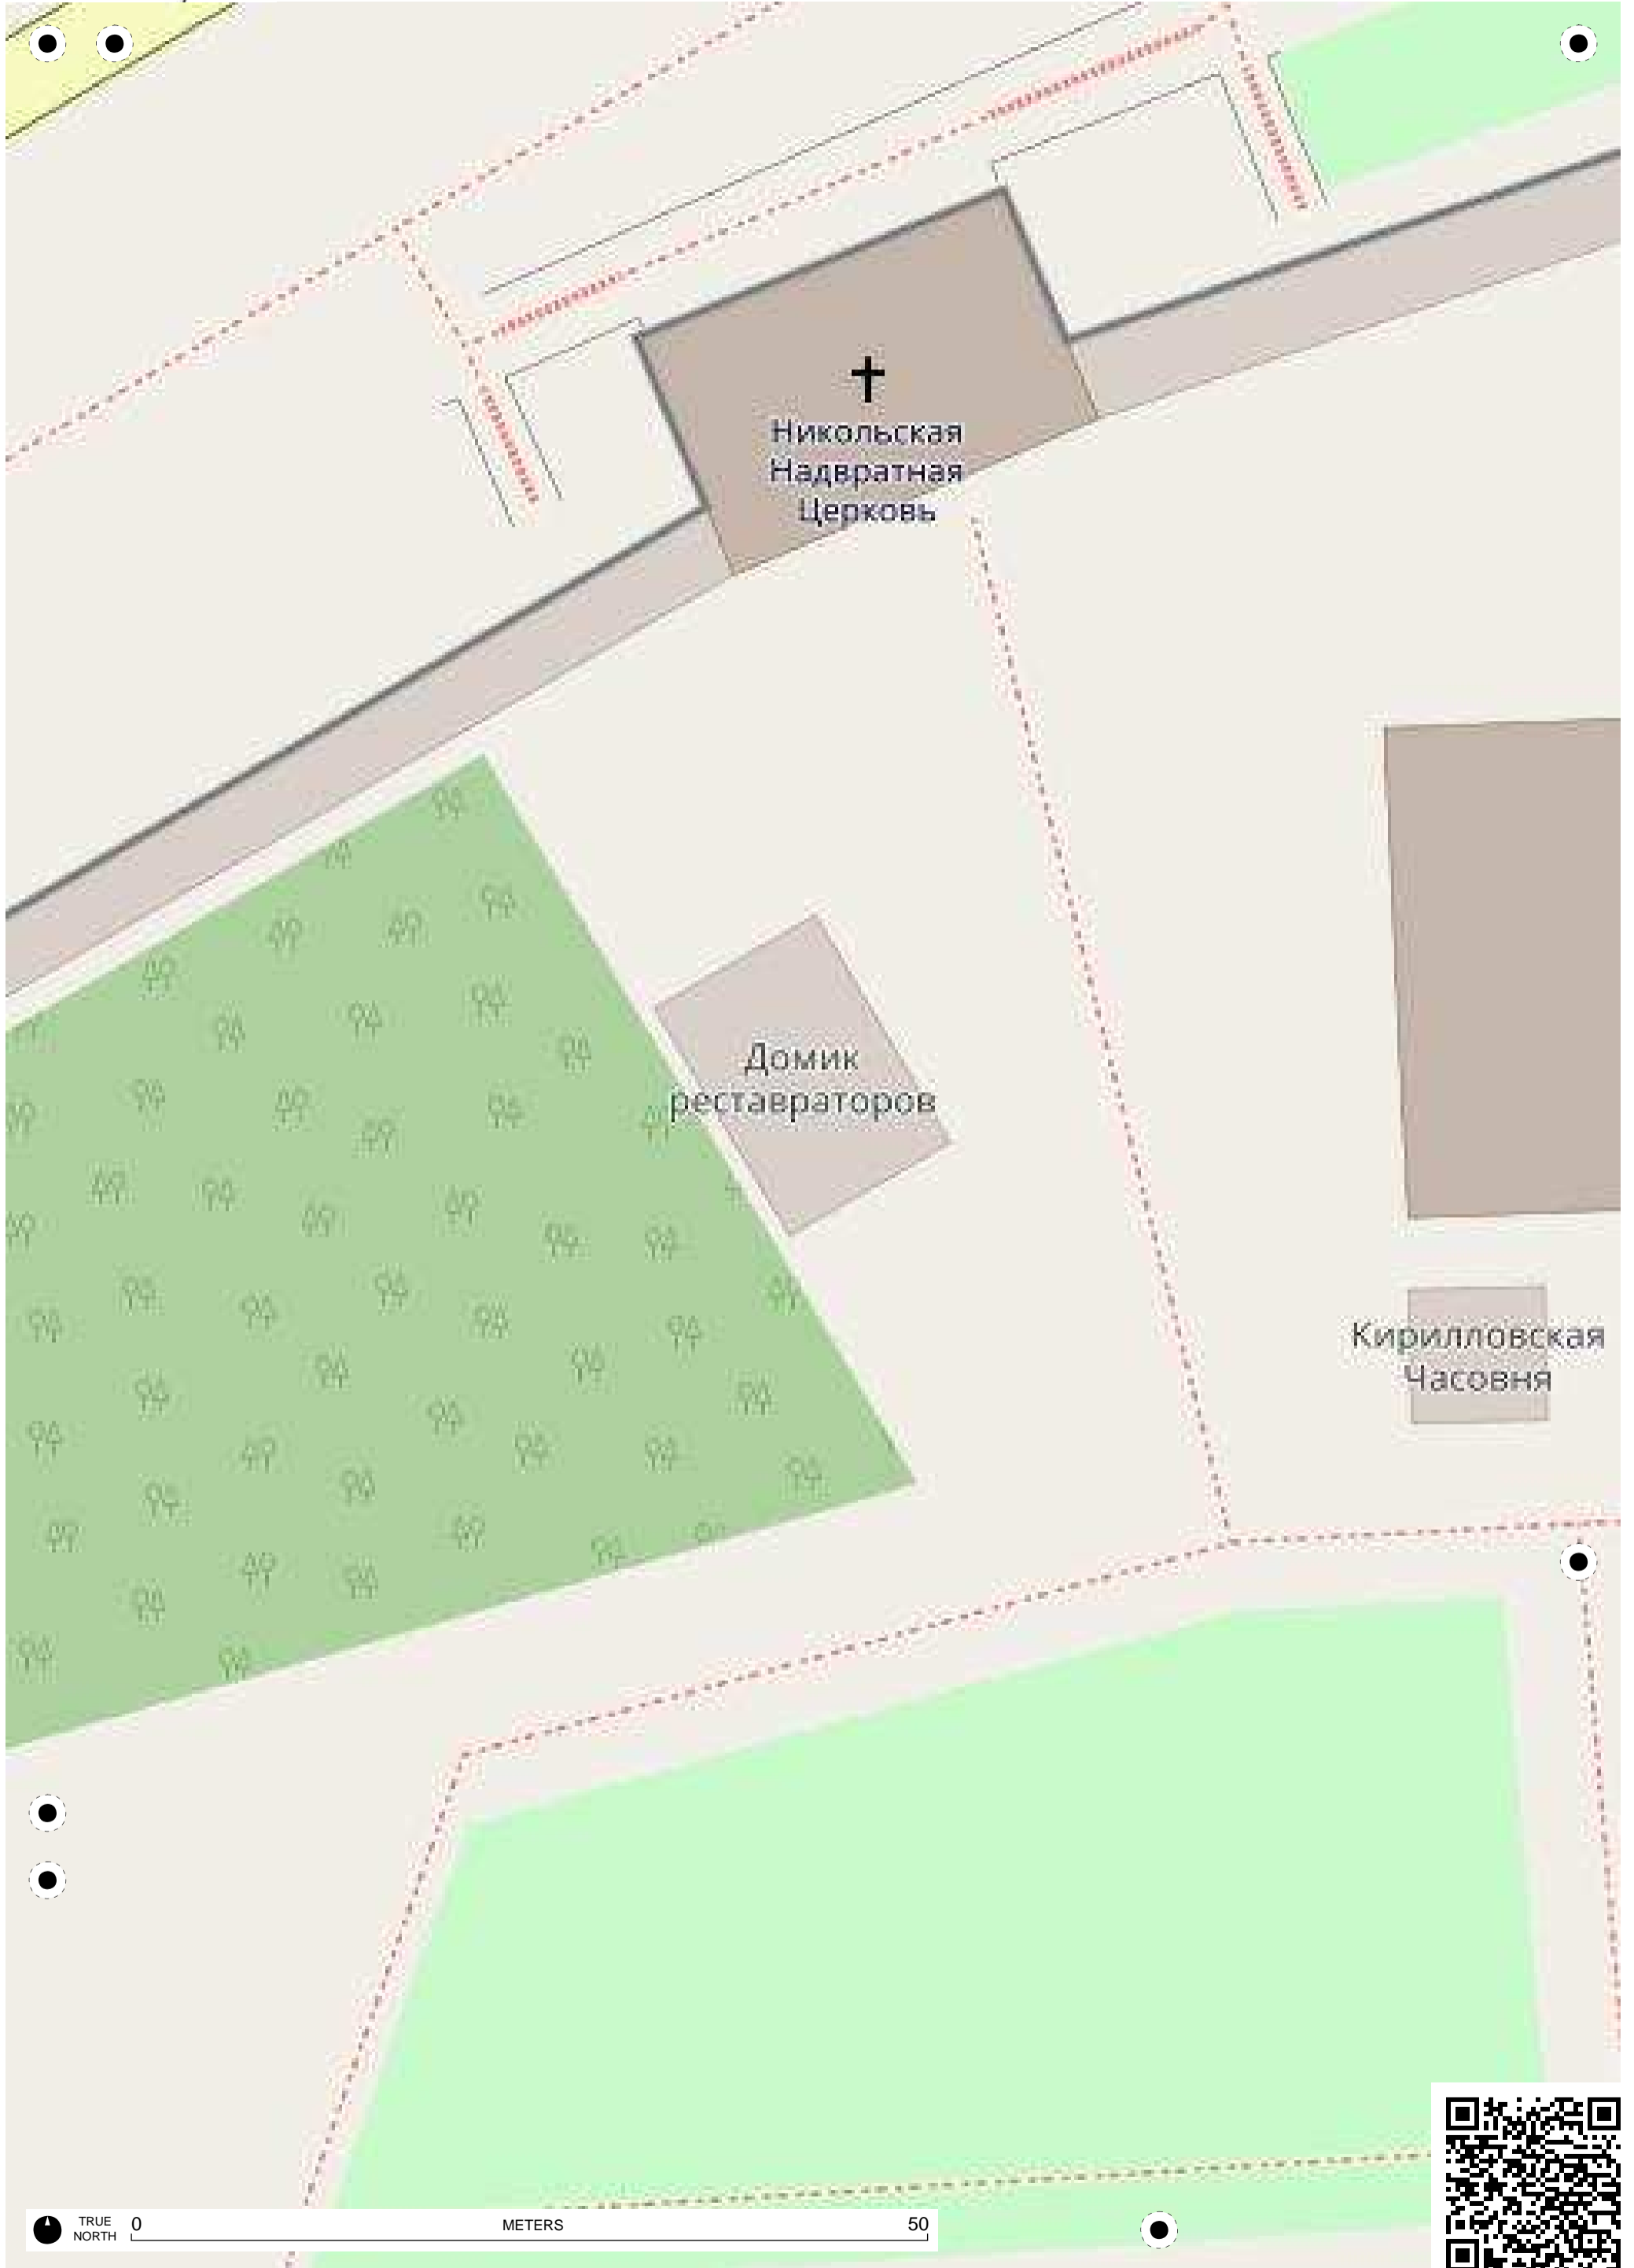 Никольская
Надвратная
Церковь
Домик
реставраторов
Кирилловская
Часовня
TRUE
NORTH
0
METERS
50